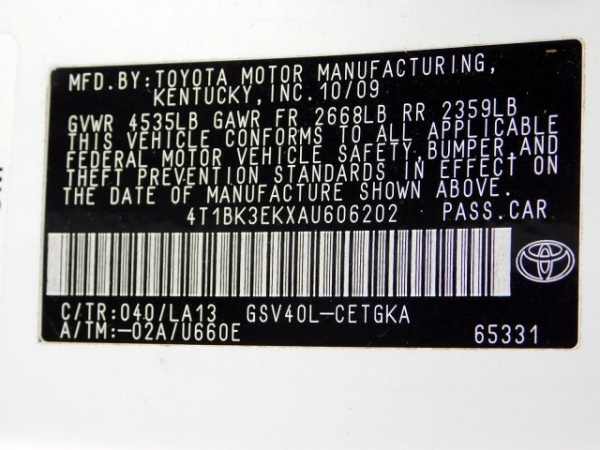 MFD.BY:TOYOTA MOTOR MANUFACTURING,
KENTUCKY,INC.10/09
GVWR 4535LB GAWR FR 2668LB RR 2359LB
THIS VEHICLE CONFORMS TO ALL APPLICABLE
FEDERAL MOTOR VEHICLE SAFETY,BUMPER,AND
THEFT PREVENTION STANDARDS IN EFFECT ON
THE DATE OF MANUFACTURE SHOWN ABOVE.
4T1BK3EKXAU606202 PASS.CAR
C/TR:040/LA13 GSV40L-CETGKA
A/TM:-02A/U660E 65331